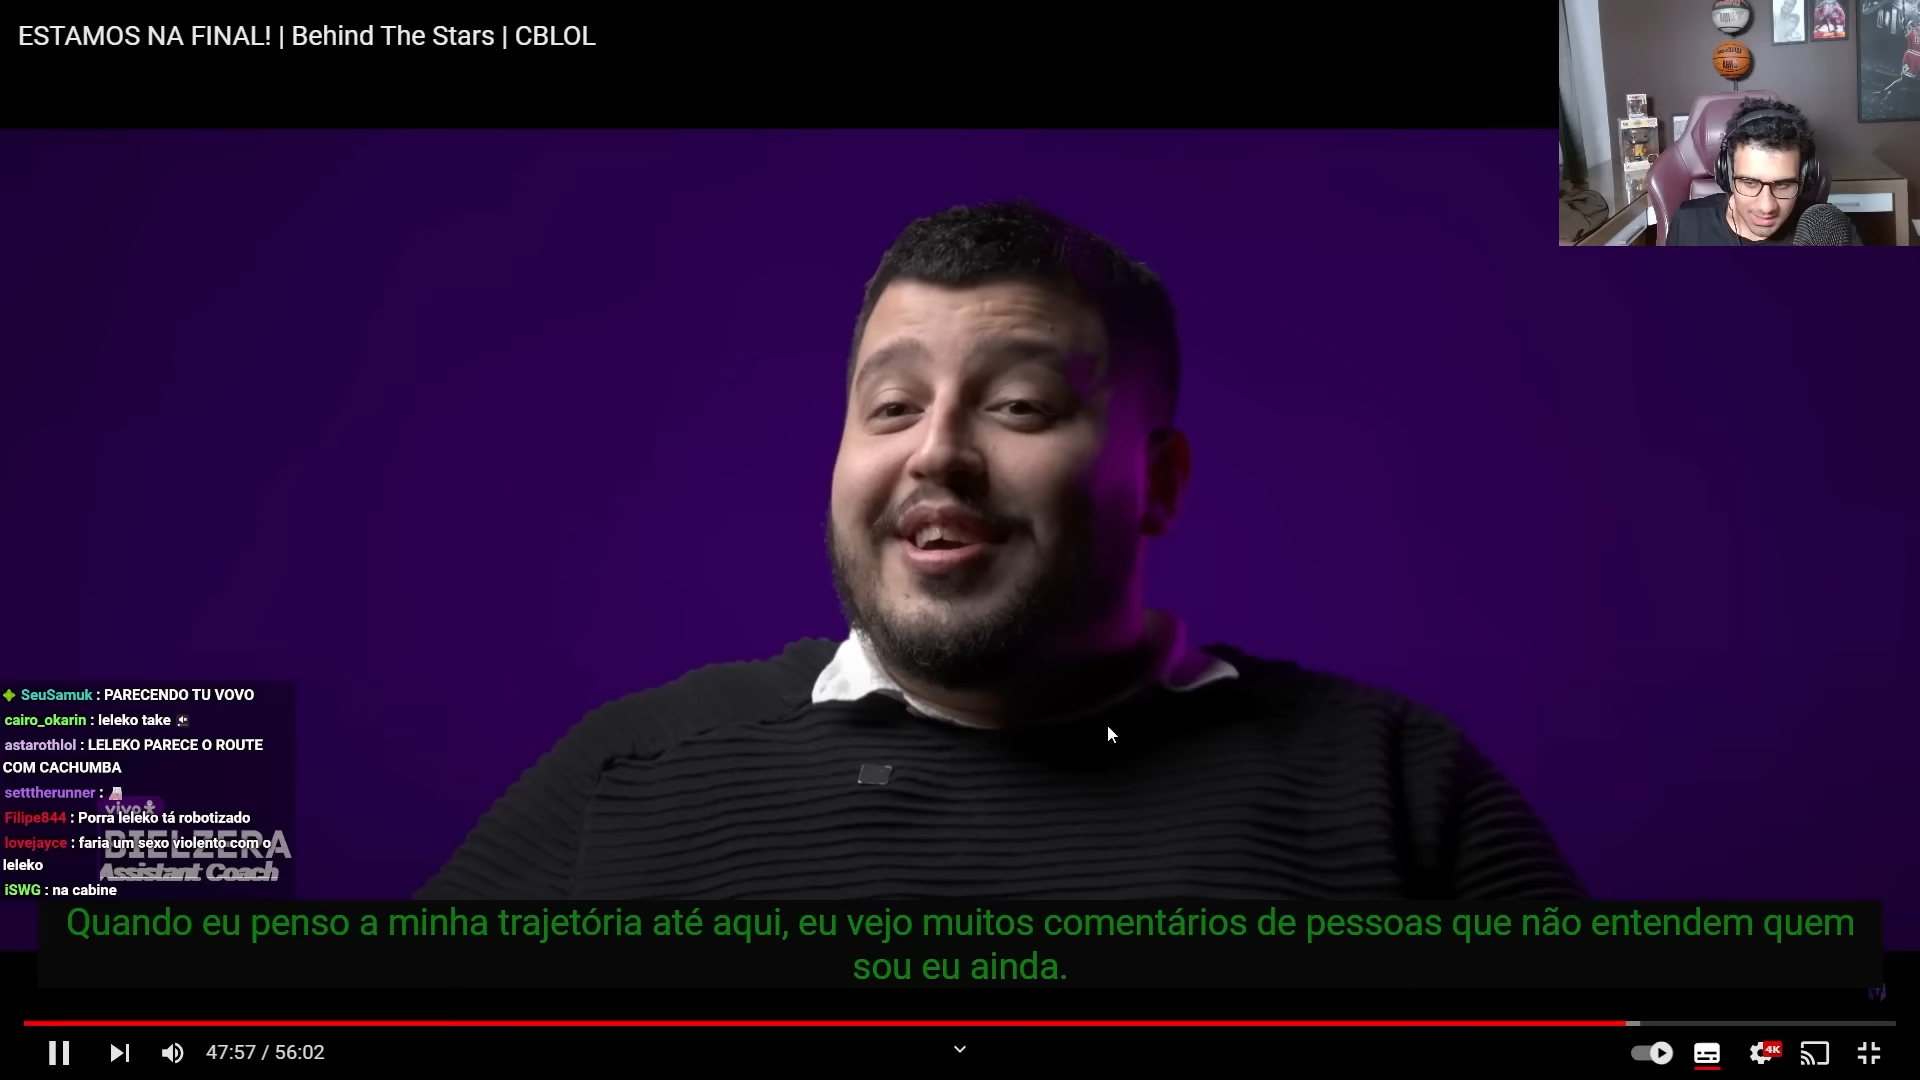 ESTAMOS NA FINAL! | Behind The Stars | CBLOL
SeuSamuk : PARECENDO TU VOVO
cairo_okarin : leleko take
astarothlol : LELEKO PARECE O ROUTE
COM CACHUMBA
setttherunner :
vivo
Filipe844 : Porra leleko tá robotizado
BIELZERA
lovejayce : faria um sexo violento com o
leleko
Assistant Coach
iSWG : na cabine
Quando eu penso a minha trajetória até aqui, eu vejo muitos comentários de pessoas que não entendem quem
sou eu ainda.
47:57 / 56:02
4K